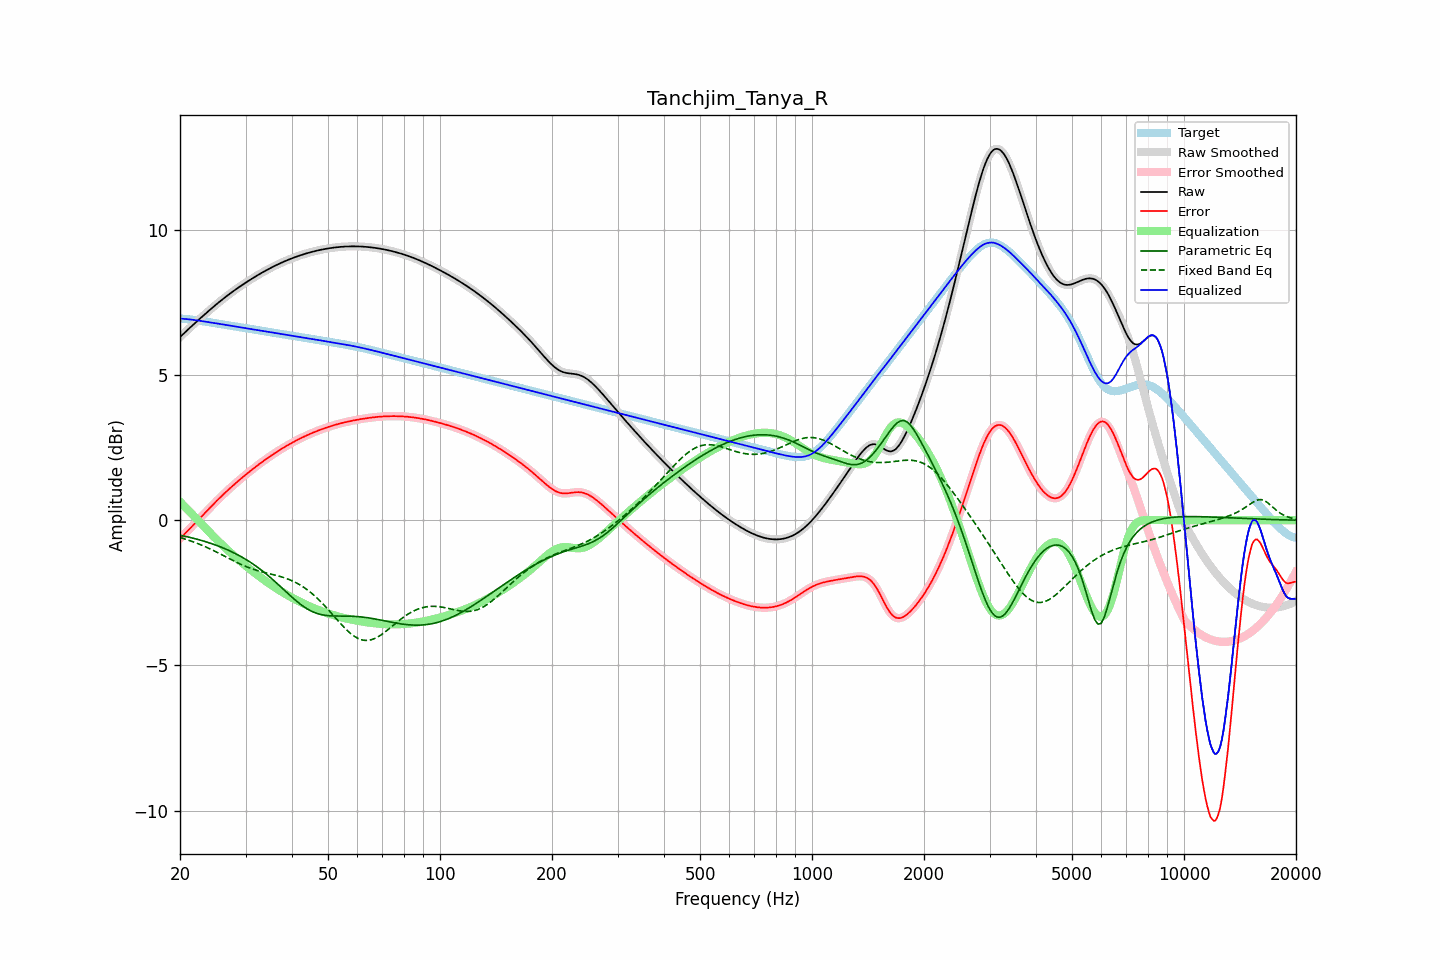 Tanchjim_Tanya_R
Target
Raw Smoothed
Error Smoothed
Raw
Error
Equalization
Parametric Eq
Fixed Band Eq
Equalized
Amplitude (dBr)
10
5
0
−5
−10
20
50
100
200
500
1000
2000
5000
10000
20000
Frequency (Hz)